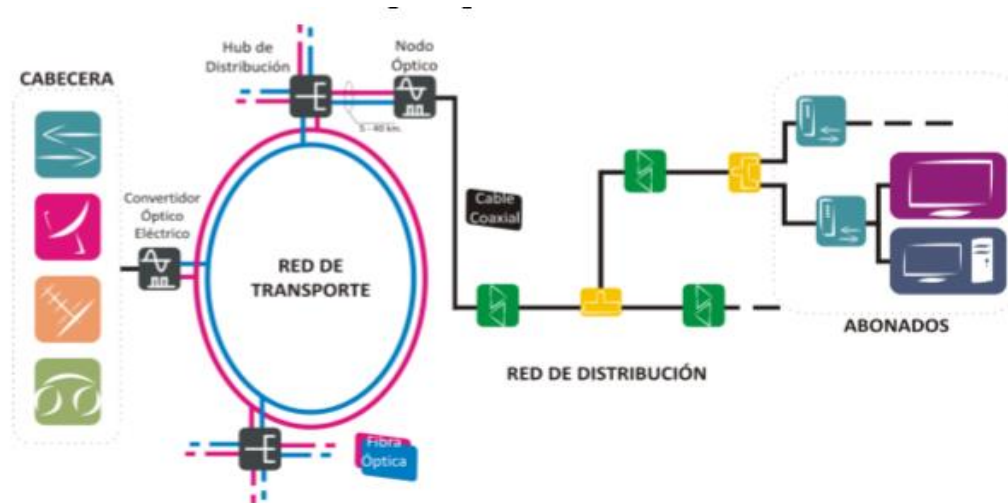 CABECERA
Hub de
Distribución
Nodo
Óptico
5 - 40 km.
Convertidor
Óptico
Eléctrico
RED DE
TRANSPORTE
Cable
Coaxial
ABONADOS
RED DE DISTRIBUCIÓN
Fibra
Óptica